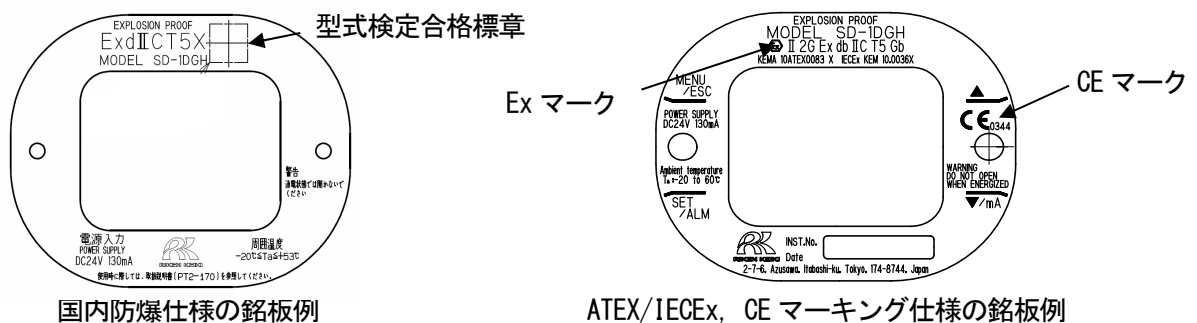 EXPLOSION PROOF
ExdⅡCT5X
MODEL SD-1DGH
型式検定合格標章
警告
通電状態では開かないで
ください
電源入力
POWER SUPPLY
DC24V 130mA
RK
周囲温度
-20℃≦Ta≦+53℃
使用時に際しては、取扱説明書(PT2-170)を参照してください。
国内防爆仕様の銘板例
EXPLOSION PROOF
MODEL SD-1DGH
Ex Ⅱ 2G Ex db ⅡC T5 Gb
KEMA 10ATEX0083 X IECEx KEM 10.0036X
Ex マーク
CE マーク
MENU
/ESC
▲
POWER SUPPLY
DC24V 130mA
CE 0344
Ambient temperature
Ta:-20 to 60℃
WARNING
DO NOT OPEN
WHEN ENERGIZED
SET
/ALM
▼/mA
RK
RIKEN KEIKI
INST.No.
Date
2-7-6, Azusawa, Itabashi-ku, Tokyo, 174-8744, Japan
ATEX/IECEx, CE マーキング仕様の銘板例